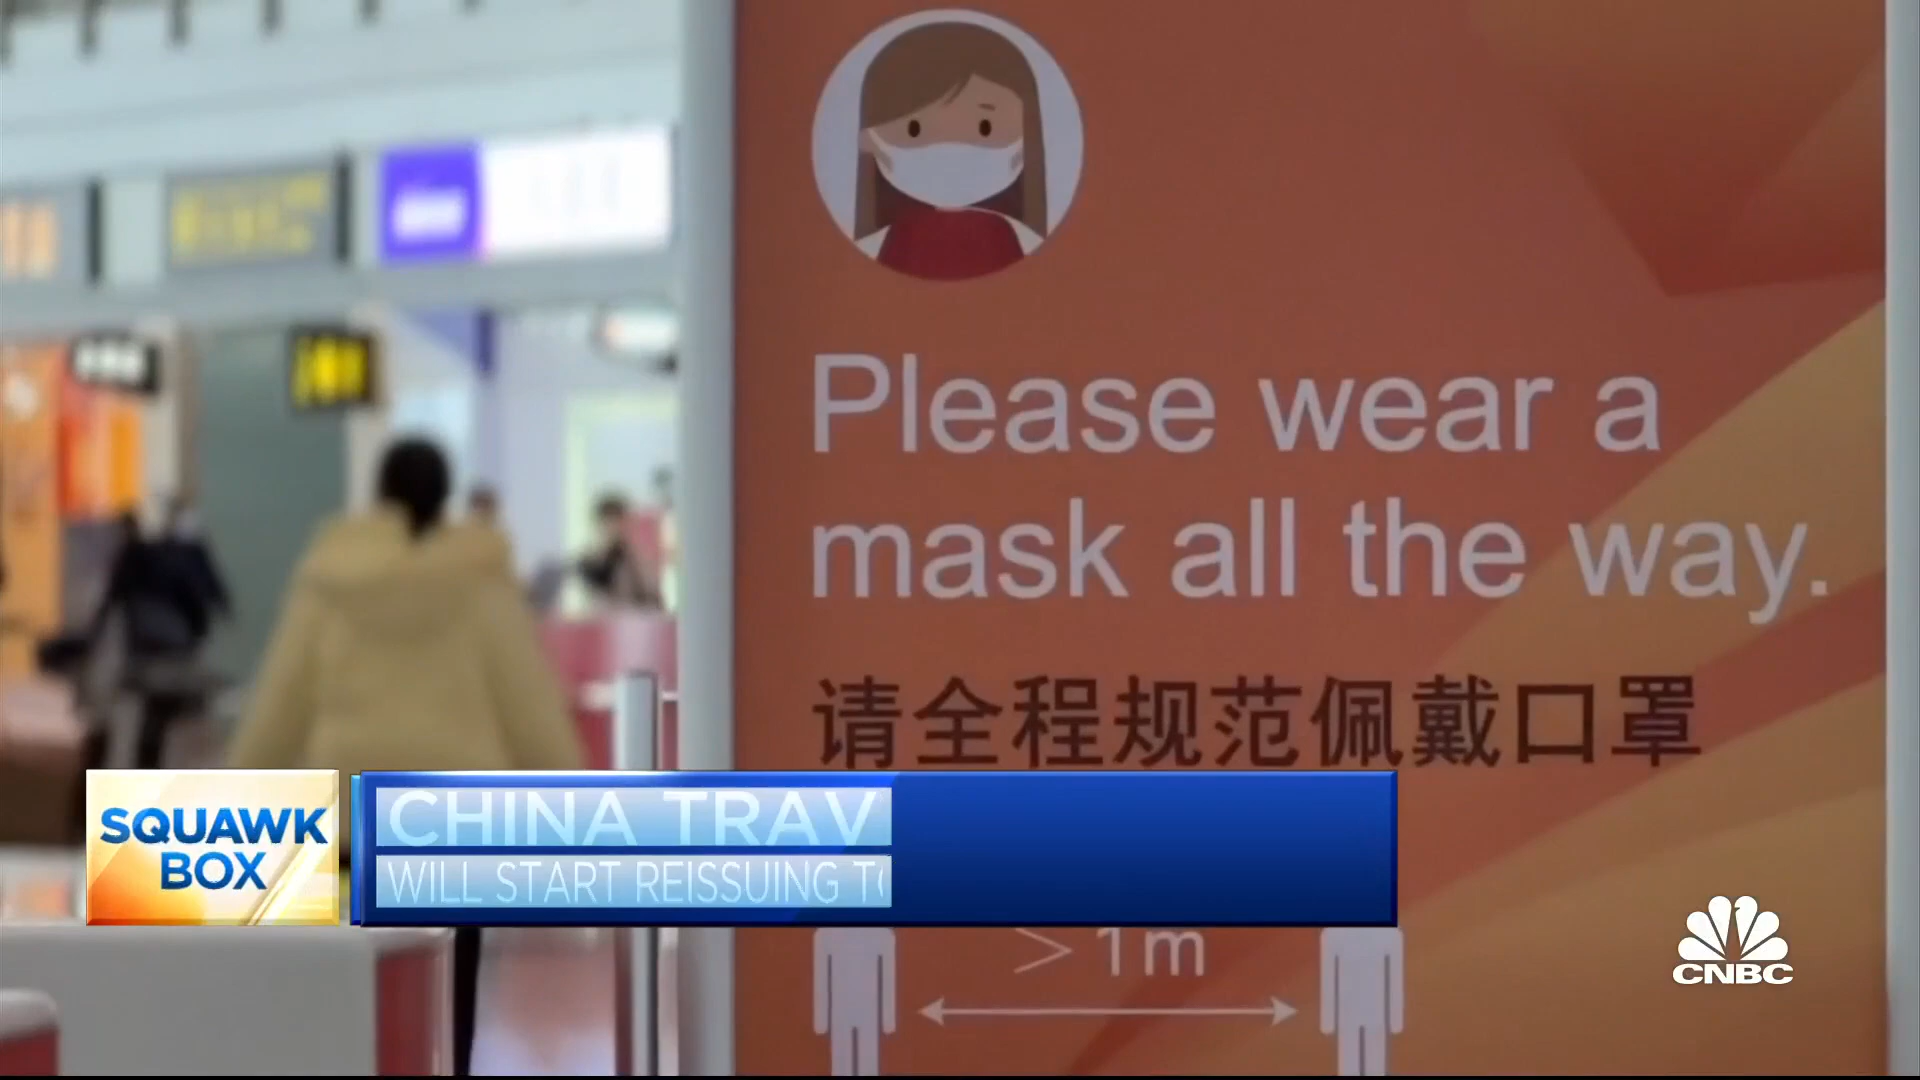 Please wear a
mask all the way.
请全程规范佩戴口罩
SQUAWK
BOX
CHINA TRAV
WILL START REISSUING
>1m
CNBC